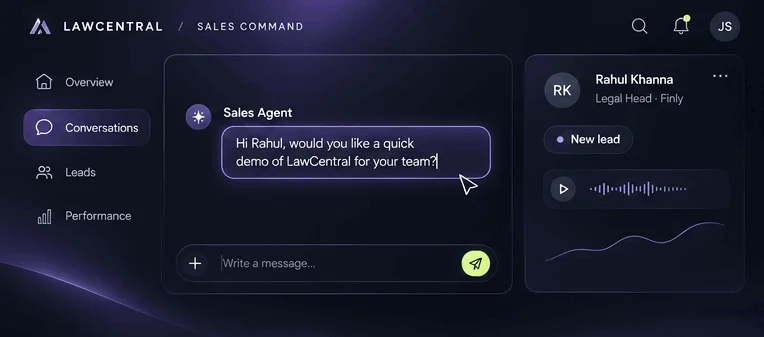 LAWCENTRAL / SALES COMMAND
JS
Overview
Conversations
Leads
Performance
Sales Agent
Hi Rahul, would you like a quick
demo of LawCentral for your team?
Write a message...
RK
Rahul Khanna
Legal Head · Finly
New lead